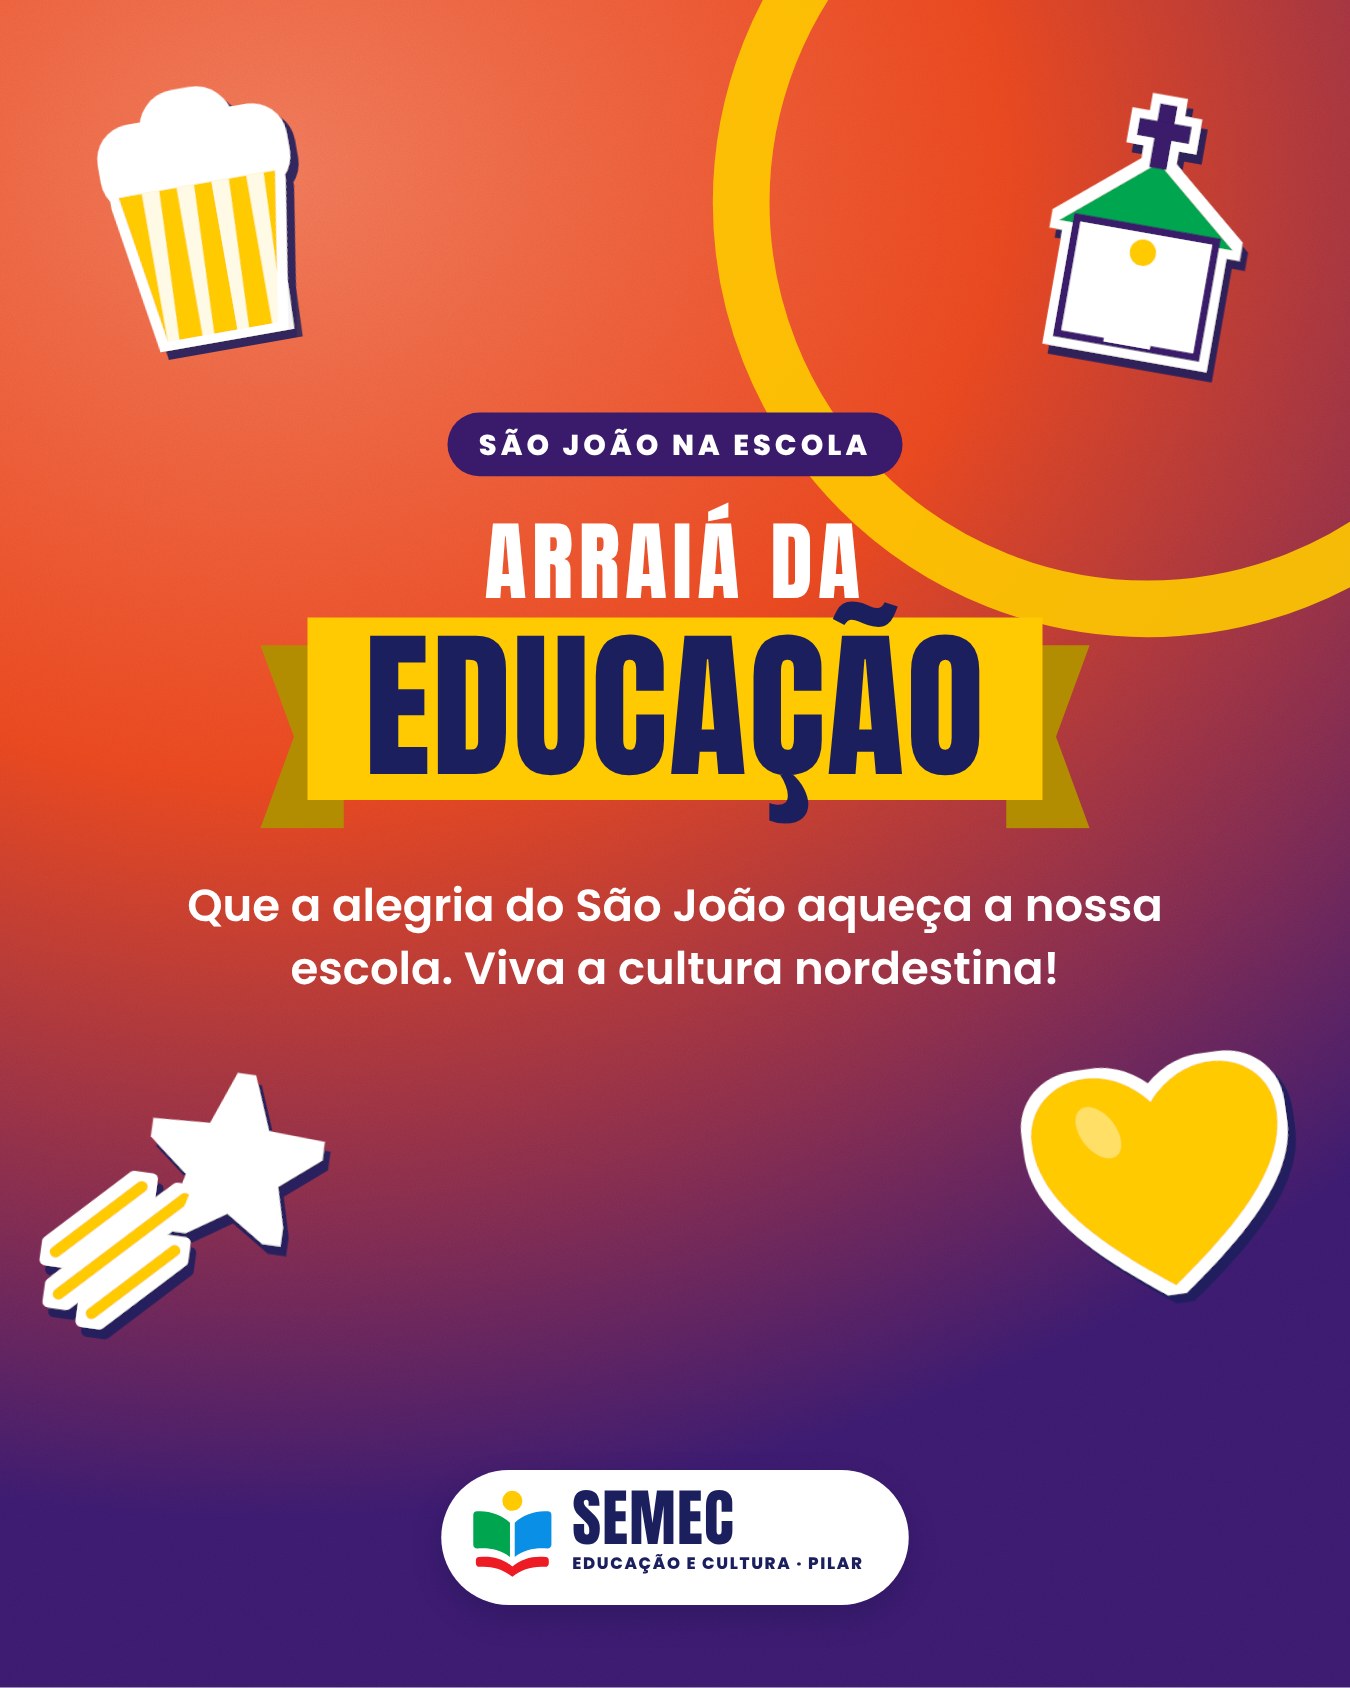 SÃO JOÃO NA ESCOLA
ARRAIÁ DA
EDUCAÇÃO
Que a alegria do São João aqueça a nossa
escola. Viva a cultura nordestina!
SEMEC
EDUCAÇÃO E CULTURA · PILAR